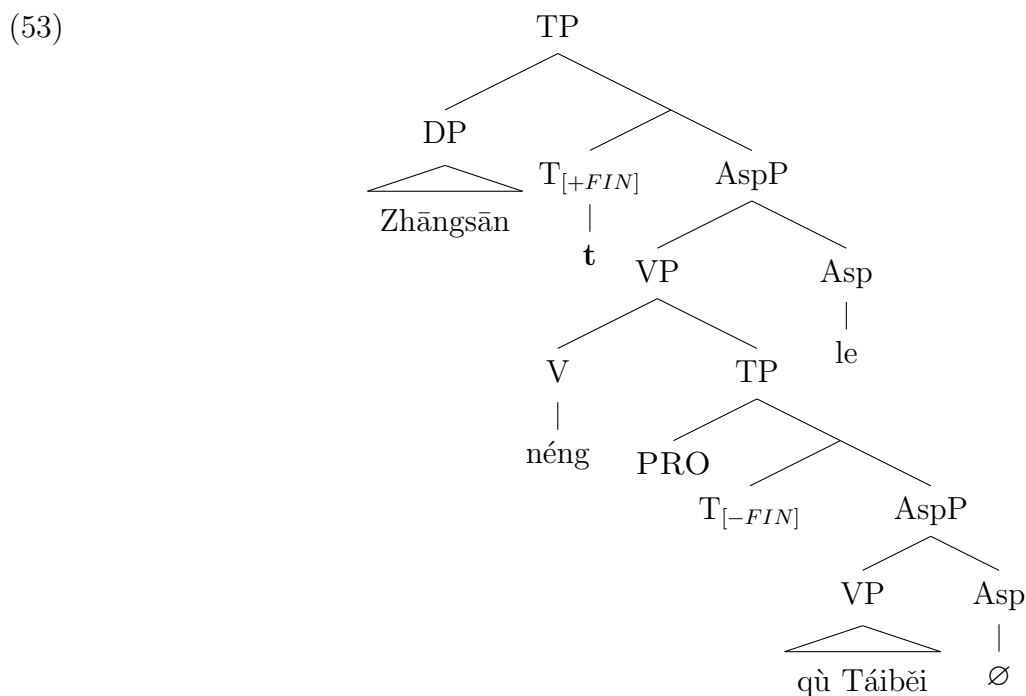 (53) TP
DP
T[+FIN] AspP
Zhāngsān
t
VP Asp
le
V TP
néng PRO
T[−FIN] AspP
VP Asp
qù Táiběi ∅